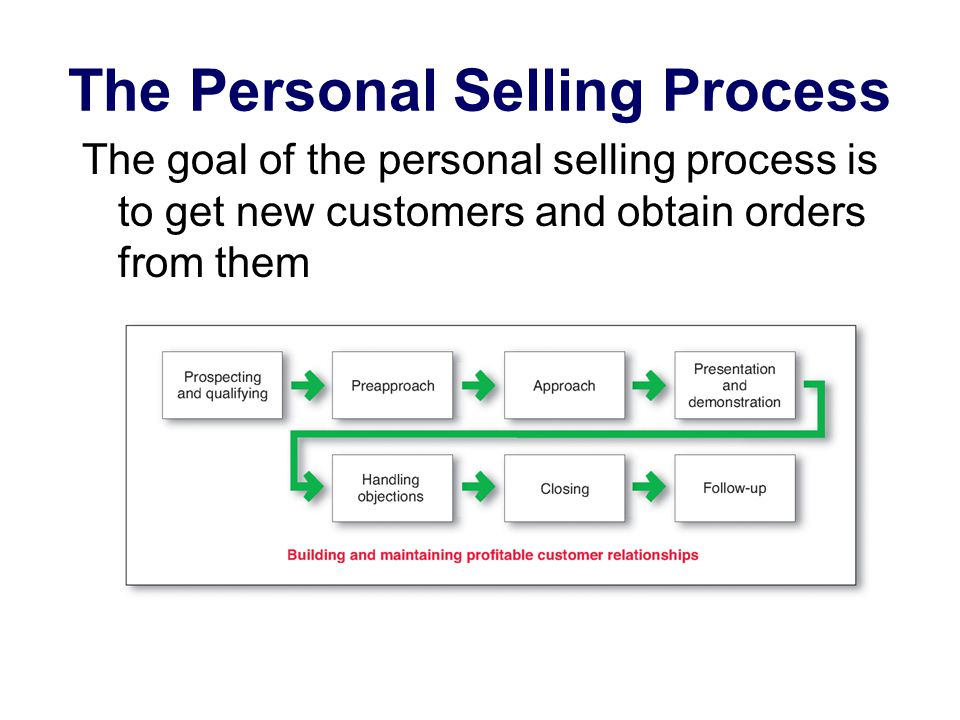 The Personal Selling Process
The goal of the personal selling process is
to get new customers and obtain orders
from them
Prospecting
and qualifying
Preapproach
Approach
Presentation
and
demonstration
Handling
objections
Closing
Follow-up
Building and maintaining profitable customer relationships